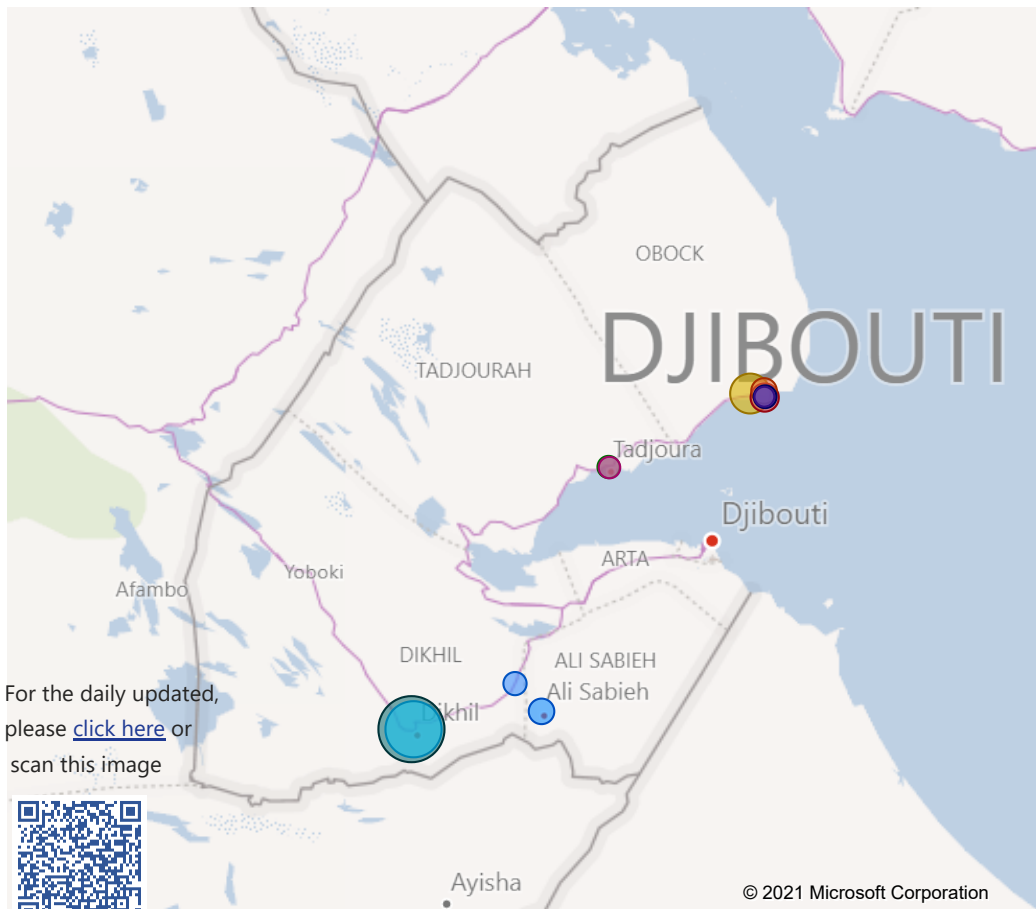 OBOCK
DJIBOUTI
TADJOURAH
Tadjoura
Djibouti
ARTA
Yoboki
Afambo
DIKHIL
ALI SABIEH
Ali Sabieh
Dikhil
For the daily updated,
please click here or
scan this image
Ayisha
© 2021 Microsoft Corporation